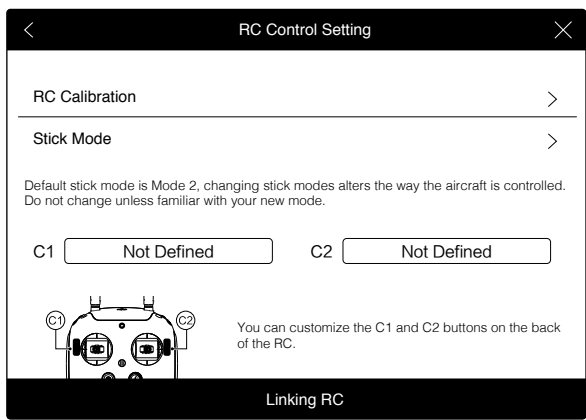 RC Control Setting
RC Calibration
Stick Mode
Default stick mode is Mode 2, changing stick modes alters the way the aircraft is controlled.
Do not change unless familiar with your new mode.
C1 Not Defined C2 Not Defined
C1 C2
You can customize the C1 and C2 buttons on the back
of the RC.
Linking RC